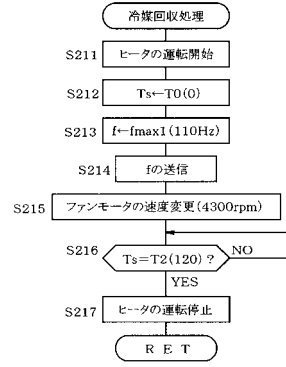 冷媒回収処理
S211 ヒータの運転開始
S212 Ts←T0(0)
S213 f←fmax1(110Hz)
S214 fの送信
S215 ファンモータの速度変更(4300rpm)
S216 Ts=T2(120)? NO
YES
S217 ヒータの運転停止
RET